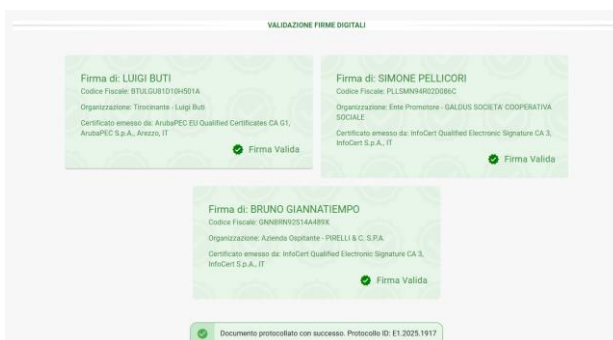 VALIDAZIONE FIRME DIGITALI
Firma di: LUIGI BUTI
Codice Fiscale: BTULGU81D10H501A
Organizzazione: Tirocinante - Luigi Buti
Certificato emesso da: ArubaPEC EU Qualified Certificates CA G1,
ArubaPEC S.p.A., Arezzo, IT
Firma Valida
Firma di: SIMONE PELLICORI
Codice Fiscale: PLLSMN94R02D086C
Organizzazione: Ente Promotore - GALDUS SOCIETA' COOPERATIVA
SOCIALE
Certificato emesso da: InfoCert Qualified Electronic Signature CA 3,
InfoCert S.p.A., IT
Firma Valida
Firma di: BRUNO GIANNATIEMPO
Codice Fiscale: GNNBRN92S14A489X
Organizzazione: Azienda Ospitante - PIRELLI & C. S.P.A.
Certificato emesso da: InfoCert Qualified Electronic Signature CA 3,
InfoCert S.p.A., IT
Firma Valida
Documento protocollato con successo. Protocollo ID: E1.2025.1917